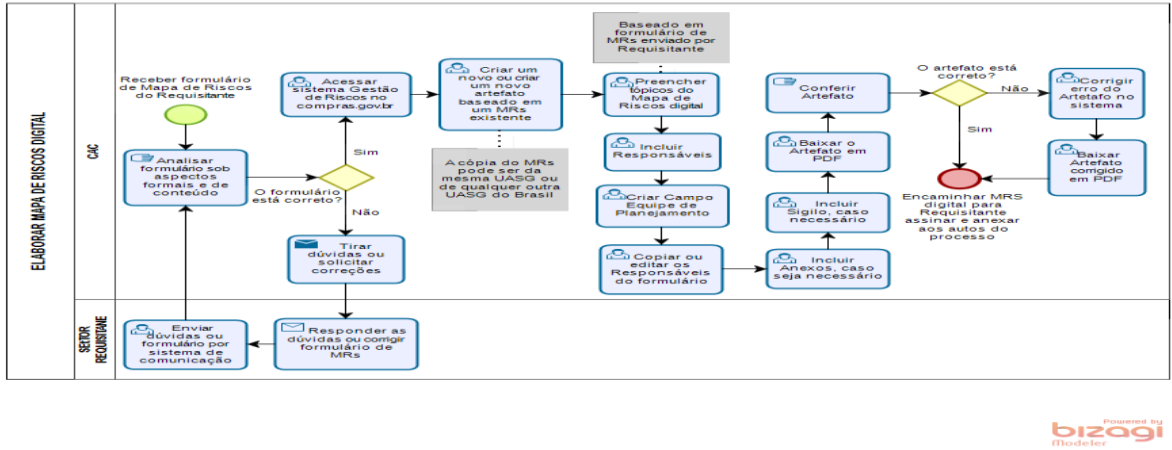 ELABORAR MAPA DE RISCOS DIGITAL
CAC
Receber formulário
de Mapa de Riscos
do Requisitante
Analisar
formulário sob
aspectos
formais e de
conteúdo
O formulário
está correto?
Sim
Não
Acessar
sistema Gestão
de Riscos no
compras.gov.br
Criar um
novo ou criar
um novo
artefato
baseado em
um MRs
existente
A cópia do MRs
pode ser da
mesma UASG ou
de qualquer outra
UASG do Brasil
Tirar
dúvidas ou
solicitar
correções
Baseado em
formulário de
MRs enviado por
Requisitante
Preencher
tópicos do
Mapa de
Riscos digital
Incluir
Responsáveis
Criar Campo
Equipe de
Planejamento
Copiar ou
editar os
Responsáveis
do formulário
Incluir
Anexos, caso
seja necessário
Incluir
Sigilo, caso
necessário
Baixar o
Artefato em
PDF
Conferir
Artefato
O artefato está
correto?
Não
Sim
Corrigir
erro do
Artetafo no
sistema
Baixar
Artefato
corrigido
em PDF
Encaminhar MRS
digital para
Requisitante
assinar e anexar
aos autos do
processo
SETOR
REQUISITANE
Enviar
dúvidas ou
formulário por
sistema de
comunicação
Responder as
dúvidas ou corrigir
formulário de
MRs
Powered by
bizagi
Modeler